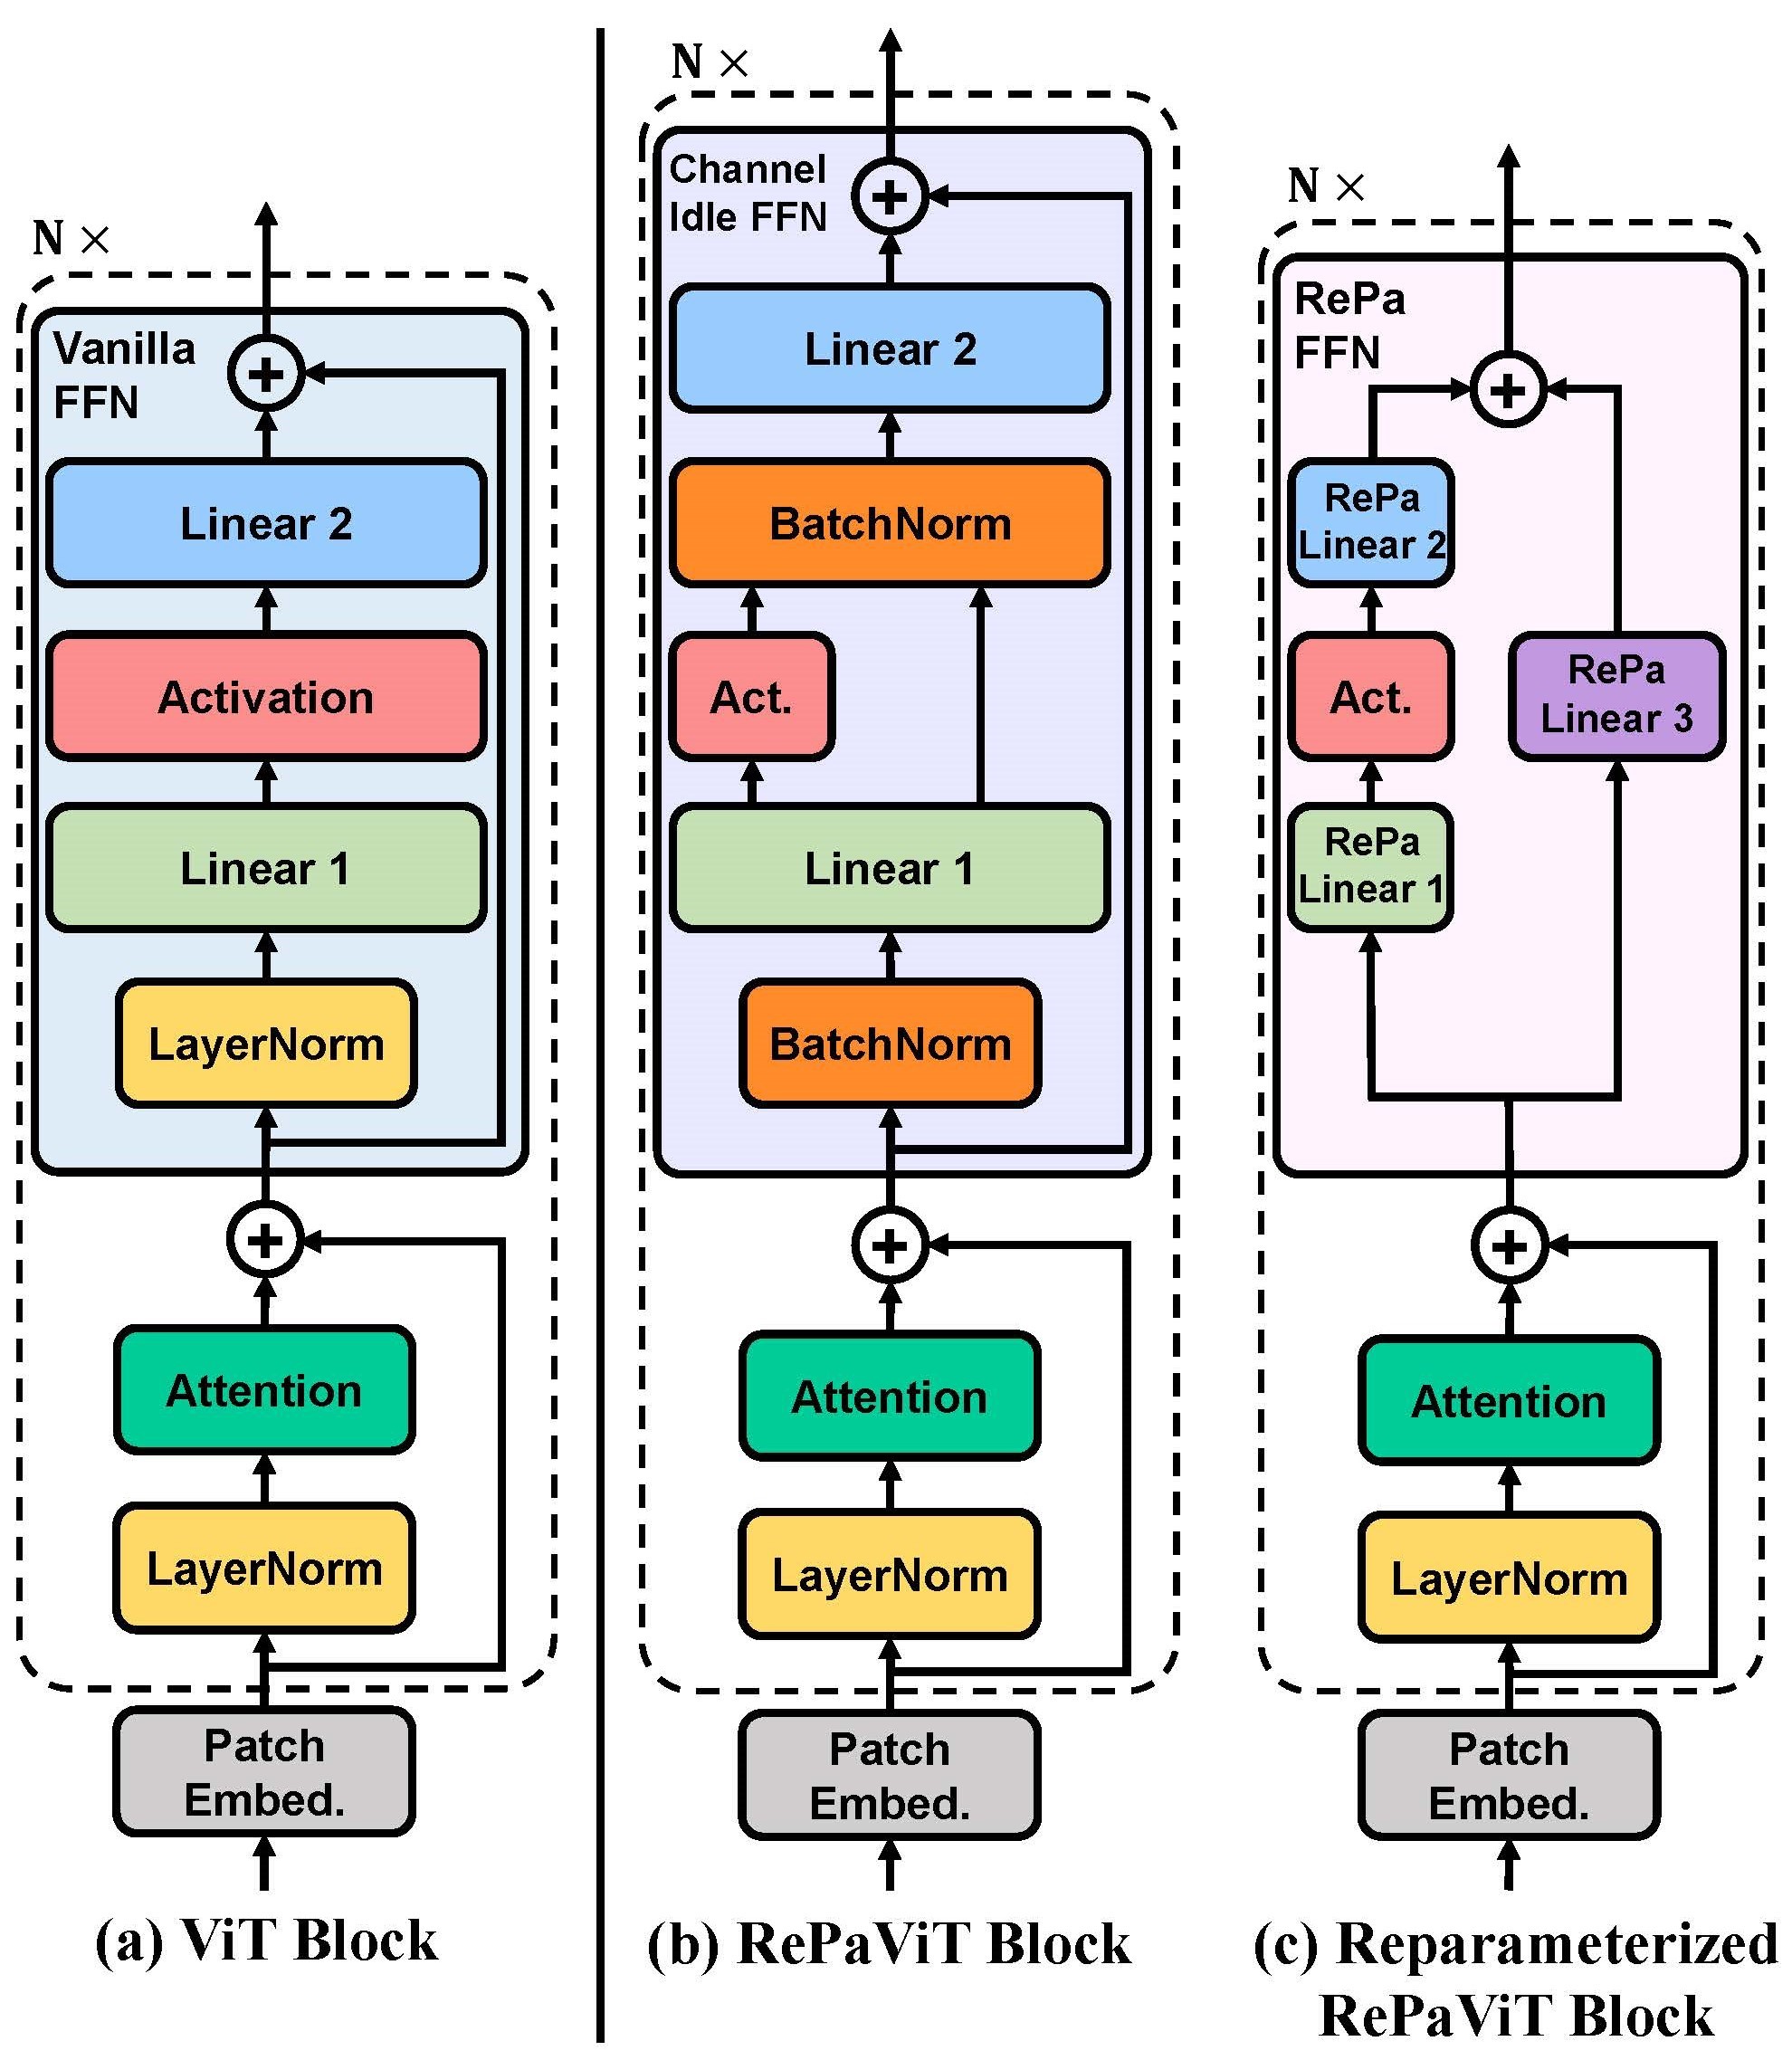 N ×
Vanilla
FFN
Linear 2
Activation
Linear 1
LayerNorm
Attention
LayerNorm
Patch
Embed.
(a) ViT Block
N ×
Channel
Idle FFN
Linear 2
BatchNorm
Act.
Linear 1
BatchNorm
Attention
LayerNorm
Patch
Embed.
(b) RePaViT Block
N ×
RePa
FFN
RePa
Linear 2
Act.
RePa
Linear 3
RePa
Linear 1
Attention
LayerNorm
Patch
Embed.
(c) Reparameterized
RePaViT Block